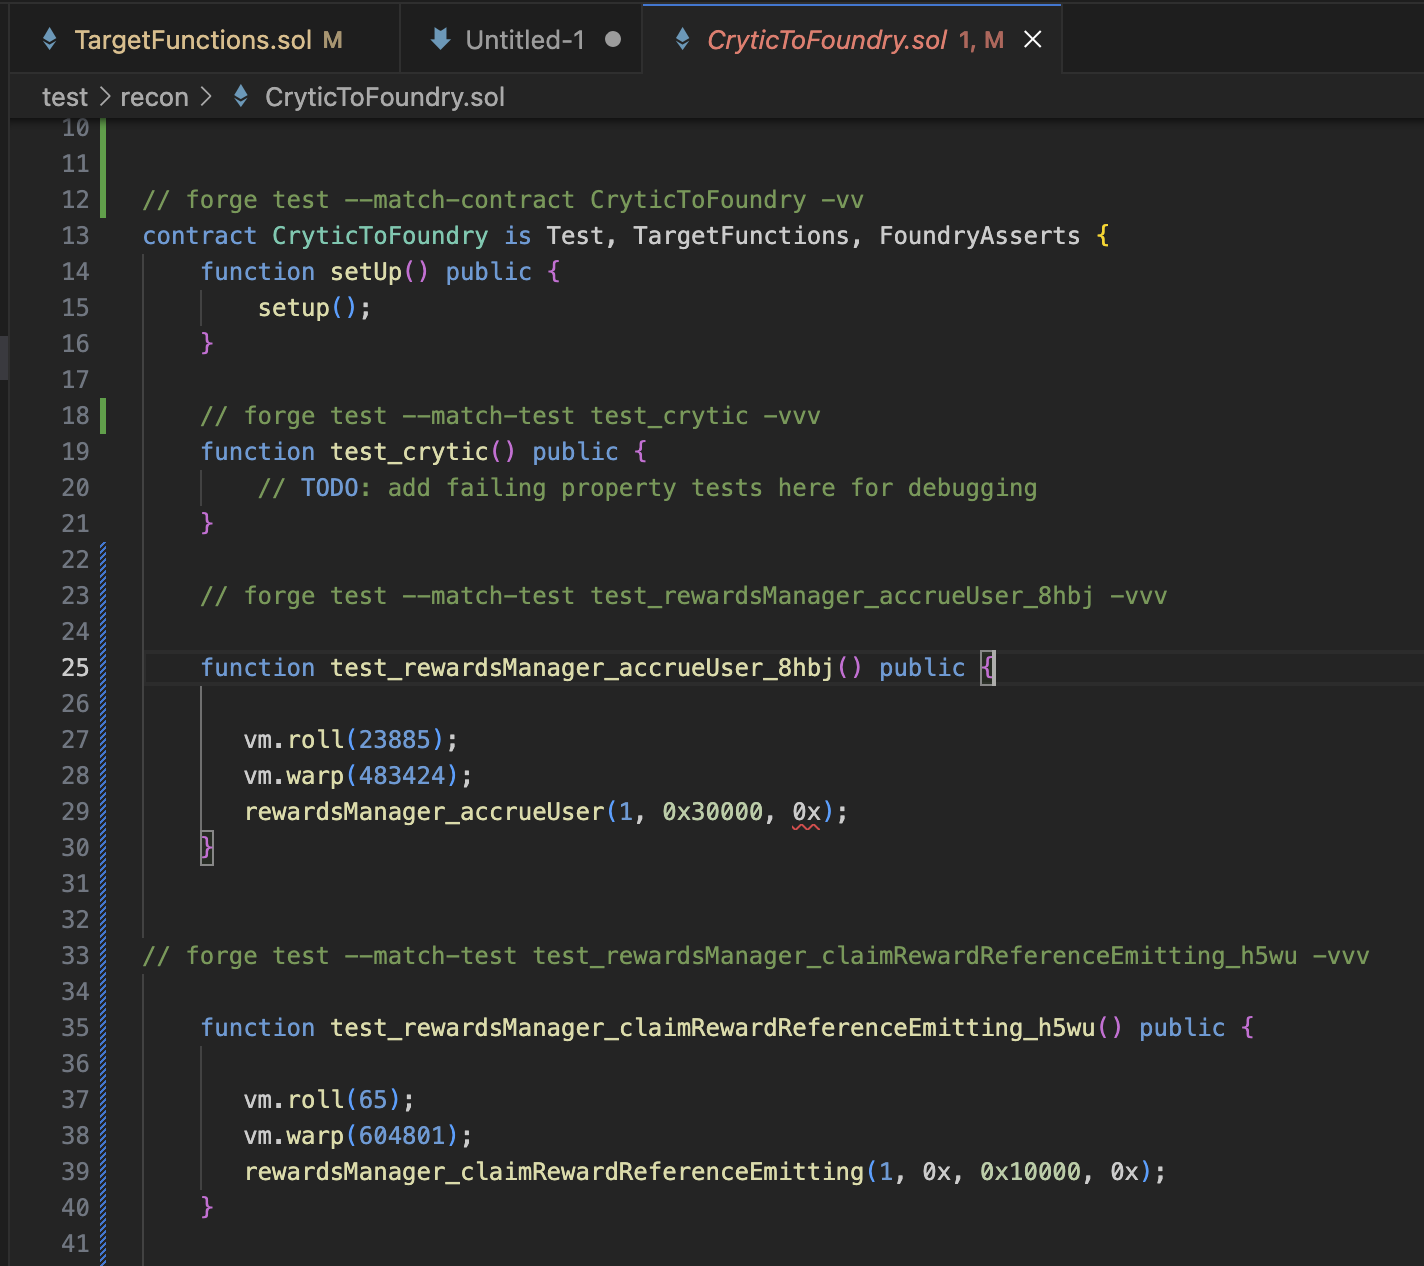 TargetFunctions.sol M
Untitled-1
CryticToFoundry.sol 1, M
test > recon > CryticToFoundry.sol
10
11
12 // forge test --match-contract CryticToFoundry -vv
13 contract CryticToFoundry is Test, TargetFunctions, FoundryAsserts {
14 function setUp() public {
15 setup();
16 }
17
18 // forge test --match-test test_crytic -vvv
19 function test_crytic() public {
20 // TODO: add failing property tests here for debugging
21 }
22
23 // forge test --match-test test_rewardsManager_accrueUser_8hbj -vvv
24
25 function test_rewardsManager_accrueUser_8hbj() public {
26
27 vm.roll(23885);
28 vm.warp(483424);
29 rewardsManager_accrueUser(1, 0x30000, 0x);
30 }
31
32
33 // forge test --match-test test_rewardsManager_claimRewardReferenceEmitting_h5wu -vvv
34
35 function test_rewardsManager_claimRewardReferenceEmitting_h5wu() public {
36
37 vm.roll(65);
38 vm.warp(604801);
39 rewardsManager_claimRewardReferenceEmitting(1, 0x, 0x10000, 0x);
40 }
41